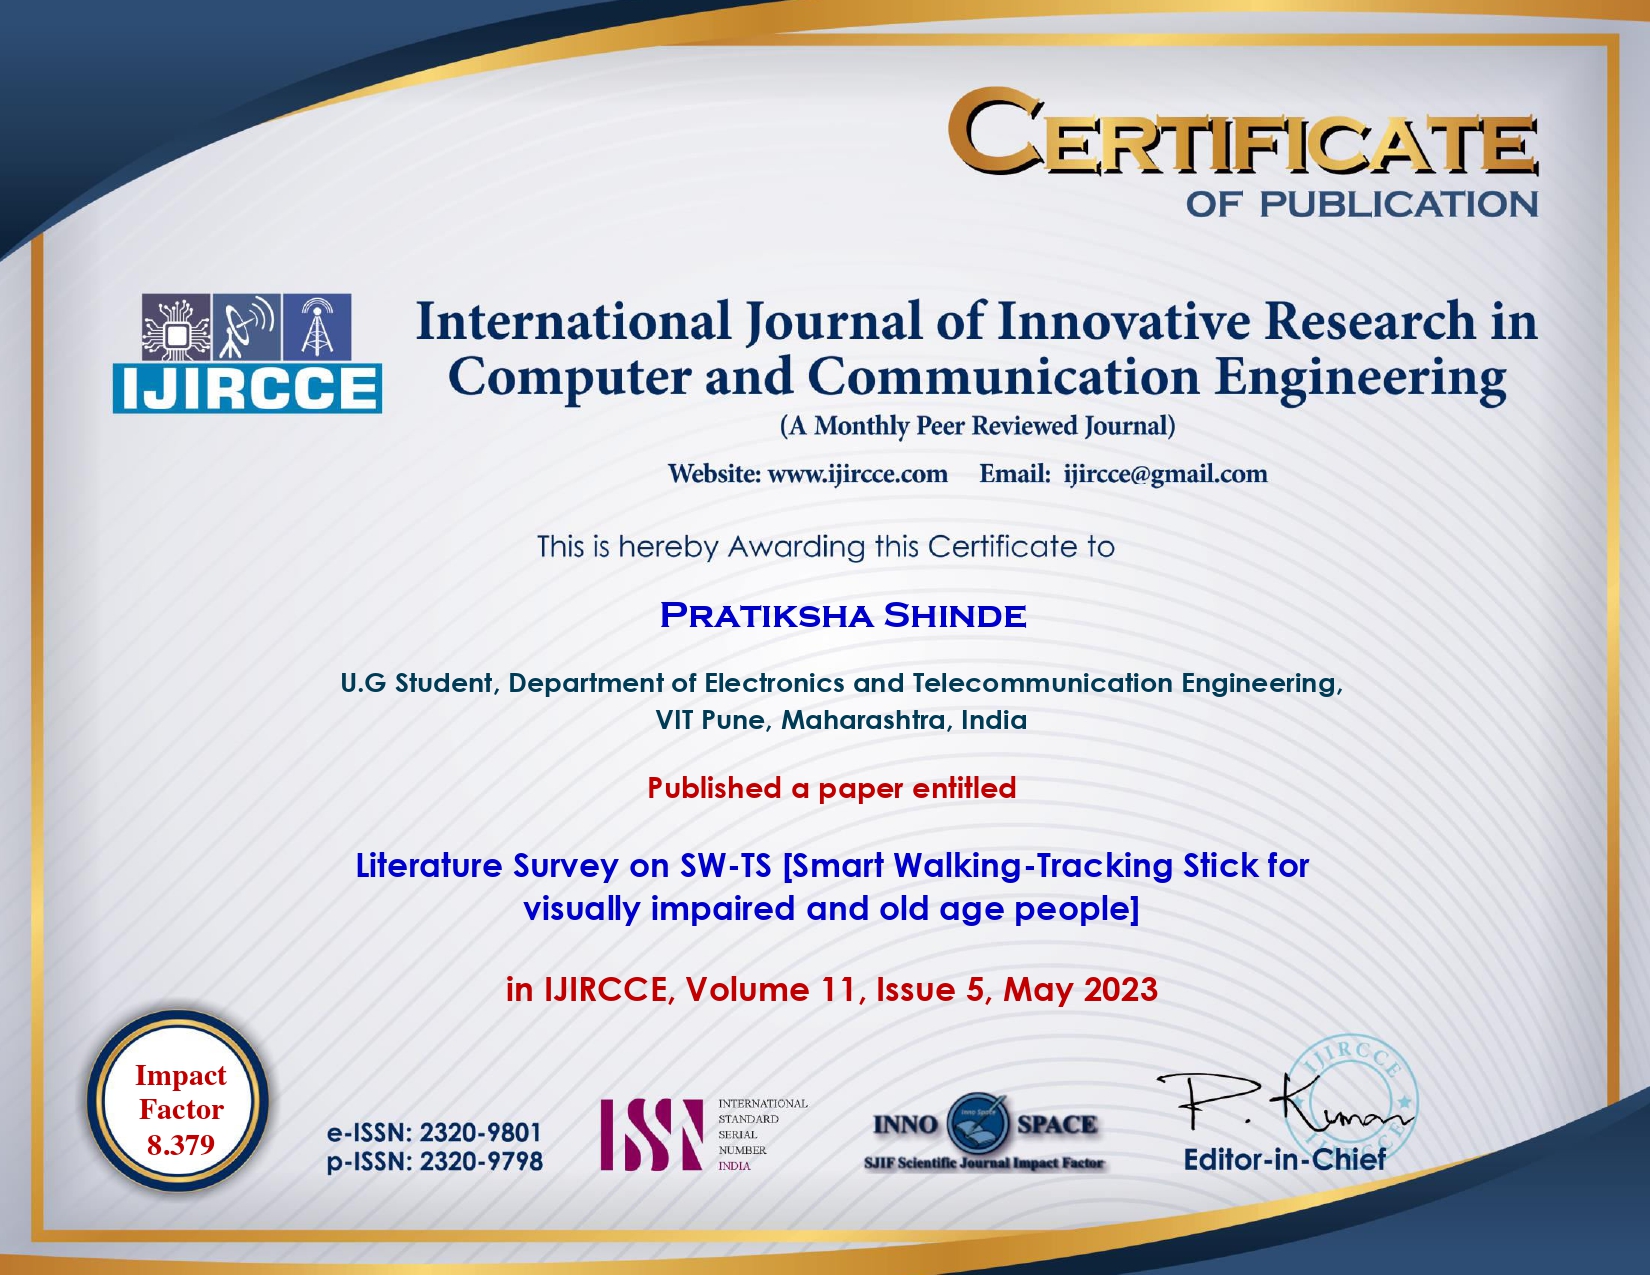 CERTIFICATE
OF PUBLICATION
IJIRCCE
International Journal of Innovative Research in
Computer and Communication Engineering
(A Monthly Peer Reviewed Journal)
Website: www.ijircce.com Email: ijircce@gmail.com
This is hereby Awarding this Certificate to
PRATIKSHA SHINDE
U.G Student, Department of Electronics and Telecommunication Engineering,
VIT Pune, Maharashtra, India
Published a paper entitled
Literature Survey on SW-TS [Smart Walking-Tracking Stick for
visually impaired and old age people]
in IJIRCCE, Volume 11, Issue 5, May 2023
Impact
Factor
8.379
e-ISSN: 2320-9801
p-ISSN: 2320-9798
ISSN
INTERNATIONAL
STANDARD
SERIAL
NUMBER
INDIA
INNO Inno Space SPACE
SJIF Scientific Journal Impact Factor
IJIRCCE
P. Kumar
IJIRCCE
Editor-in-Chief